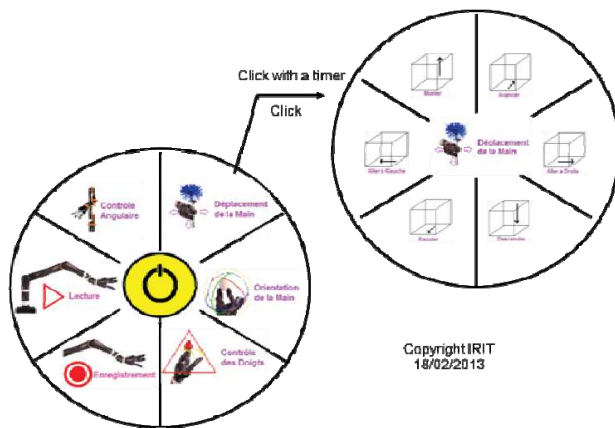 Click with a timer
Click
Monter
Avancer
Aller à Gauche
Déplacement
de la Main
Aller à Droite
Reculer
Descendre
Contrôle
Angulaire
Déplacement
de la Main
Lecture
Orientation
de la Main
Enregistrement
Contrôle
des Doigts
Copyright IRIT
18/02/2013